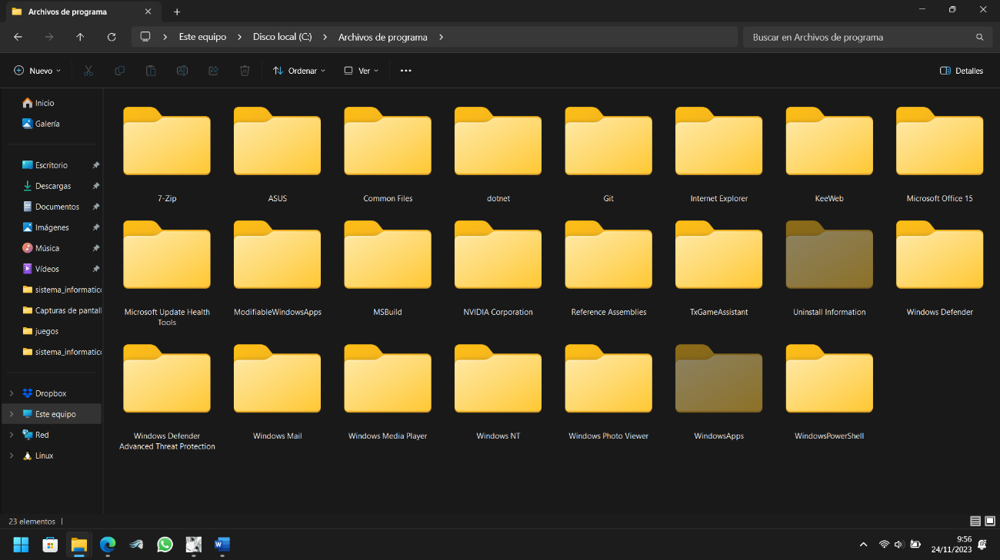 Archivos de programa
Este equipo > Disco local (C:) > Archivos de programa >
Buscar en Archivos de programa
Nuevo
Ordenar
Ver
Detalles
Inicio
Galería
Escritorio
Descargas
Documentos
Imágenes
Música
Vídeos
sistema_informatico
Capturas de pantall
juegos
sistema_informatico
Dropbox
Este equipo
Red
Linux
7-Zip
ASUS
Common Files
dotnet
Git
Internet Explorer
KeeWeb
Microsoft Office 15
Microsoft Update Health
Tools
ModifiableWindowsApps
MSBuild
NVIDIA Corporation
Reference Assemblies
TxGameAssistant
Uninstall Information
Windows Defender
Windows Defender
Advanced Threat Protection
Windows Mail
Windows Media Player
Windows NT
Windows Photo Viewer
WindowsApps
WindowsPowerShell
23 elementos
9:56
24/11/2023